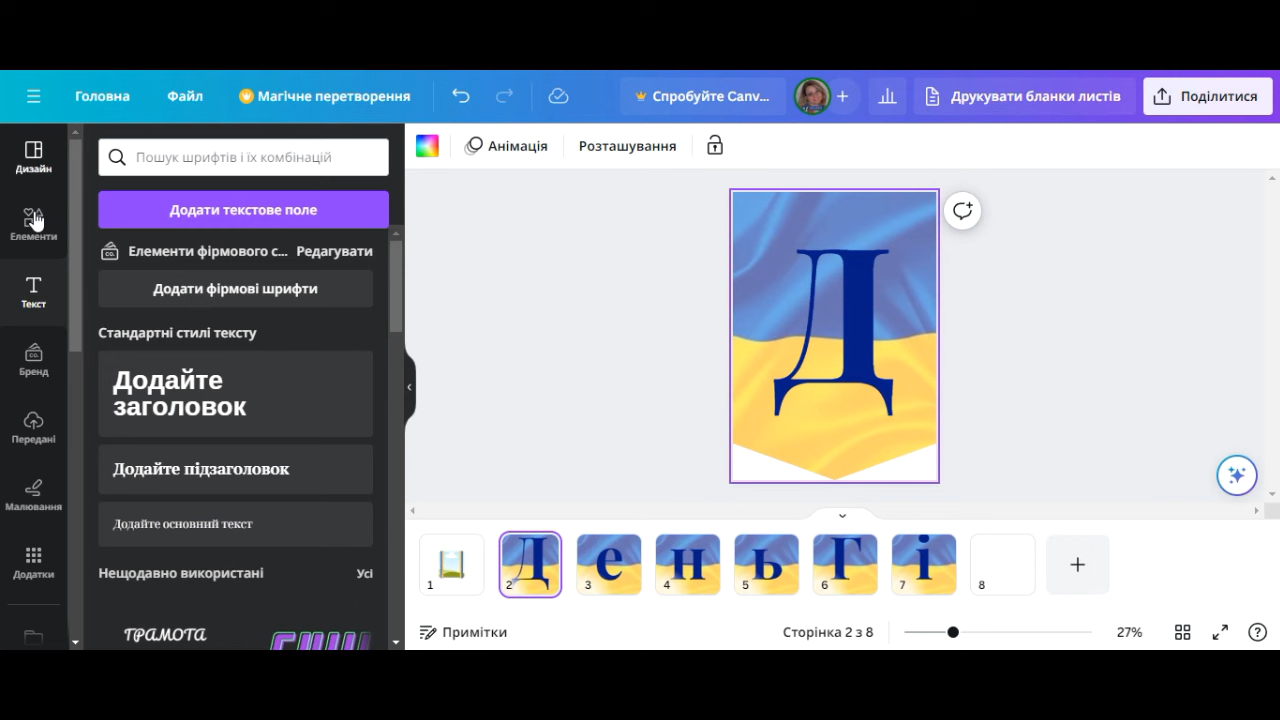 Головна
Файл
Магічне перетворення
Спробуйте Canv...
Друкувати бланки листів
Поділитися
Дизайн
Елементи
Текст
Бренд
Передані
Малювання
Додатки
Пошук шрифтів і їх комбінацій
Додати текстове поле
Елементи фірмового с... Редагувати
Додати фірмові шрифти
Стандартні стилі тексту
Додайте
заголовок
Додайте підзаголовок
Додайте основний текст
Нещодавно використані Усі
ГРАМОТА
Анімація
Розташування
Д
1
Д 2
е 3
н 4
ь 5
Г 6
і 7
8
Примітки
Сторінка 2 з 8
27%